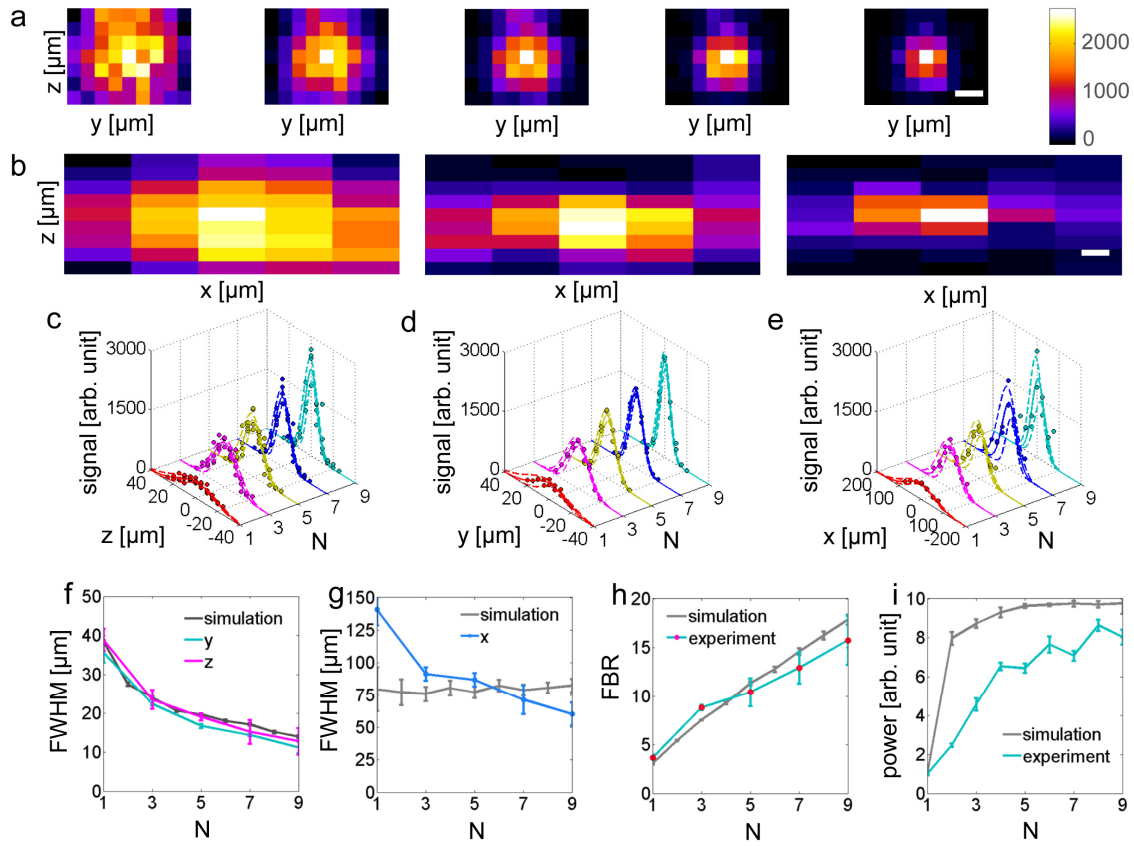 a
z [µm]
y [µm] y [µm] y [µm] y [µm] y [µm]
2000
1000
0
b
z [µm]
x [µm] x [µm] x [µm]
c
signal [arb. unit]
3000
1500
0
40
20
0
-20
-40
z [µm]
1 3 5 7 9
N
d
signal [arb. unit]
3000
1500
0
40
20
0
-20
-40
y [µm]
1 3 5 7 9
N
e
signal [arb. unit]
3000
1500
0
200
100
0
100
-200
x [µm]
1 3 5 7 9
N
f
FWHM [µm]
50
40
30
20
10
0
simulation
y
z
1 3 5 7 9
N
g
FWHM [µm]
150
125
100
75
50
25
0
simulation
x
1 3 5 7 9
N
h
FBR
20
15
10
5
0
simulation
experiment
1 3 5 7 9
N
i
power [arb. unit]
10
8
6
4
2
0
simulation
experiment
1 3 5 7 9
N